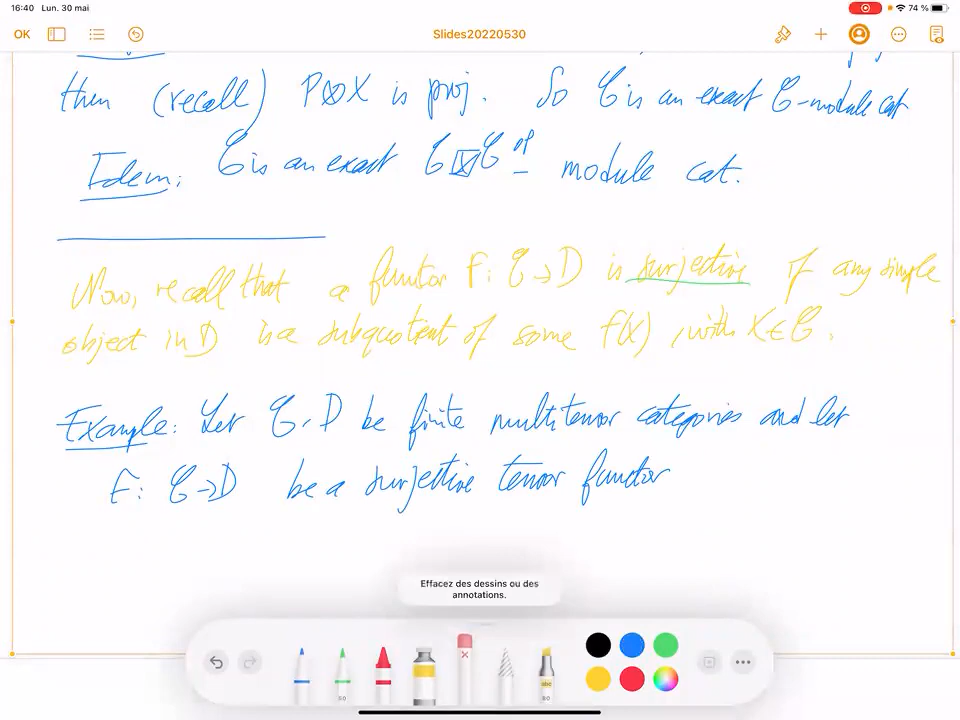 16:40 Lun. 30 mai 74 %
OK Slides20220530
then (recall) P⊗X is proj. So C is an exact C-module cat
Idem: C is an exact C⊠C^op module cat.
Now, recall that a functor F: C→D is surjective if any simple
object in D is a subquotient of some F(X), with X∈C.
Example: Let C, D be finite multitensor categories and let
F: C→D be a surjective tensor functor
Effacez des dessins ou des
annotations.
50
abc
50